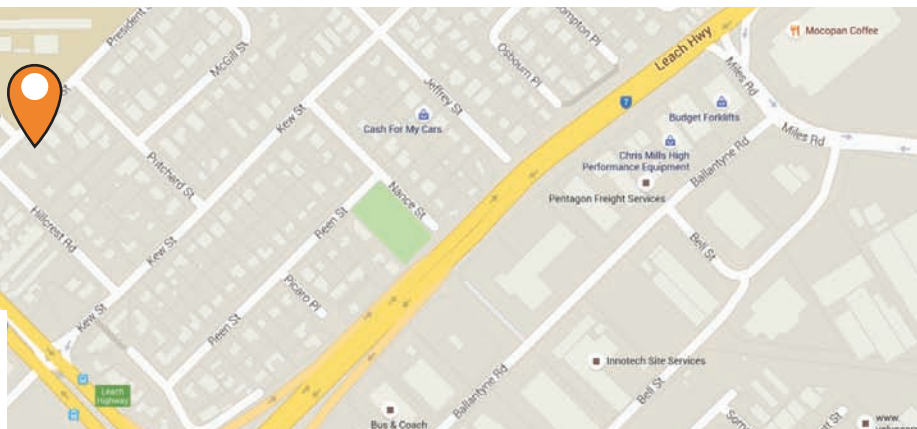 President St
McGill St
Kew St
Jeffrey St
Osbourn Pl
Leach Hwy
Mocopan Coffee
Miles Rd
7
Budget Forklifts
Cash For My Cars
Miles Rd
Chris Mills High
Performance Equipment
Ballantyne Rd
Pentagon Freight Services
Pritchard St
Nance St
Reen St
Hillcrest Rd
Kew St
Bell St
Picaro Pl
Kew St
Reen St
Innotech Site Services
Leach
Highway
Ballantyne Rd
Bell St
Bus & Coach
www.